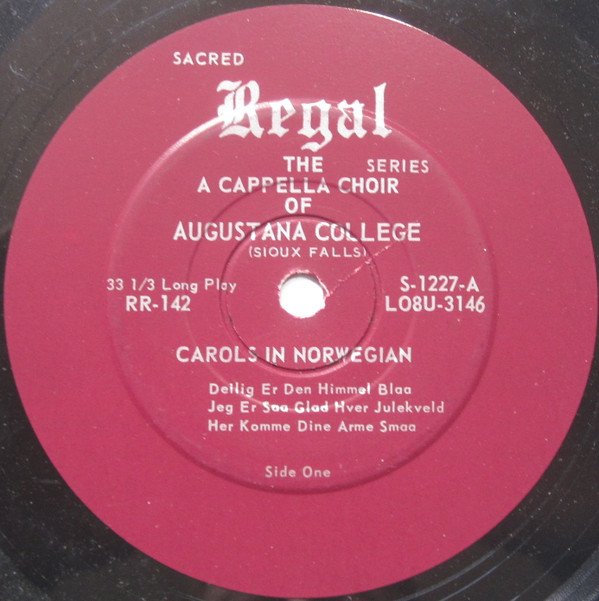 SACRED
Regal
THE SERIES
A CAPPELLA CHOIR
OF
AUGUSTANA COLLEGE
(SIOUX FALLS)
33 1/3 Long Play S-1227-A
RR-142 LO8U-3146
CAROLS IN NORWEGIAN
Deilig Er Den Himmel Blaa
Jeg Er Saa Glad Hver Julekveld
Her Komme Dine Arme Smaa
Side One